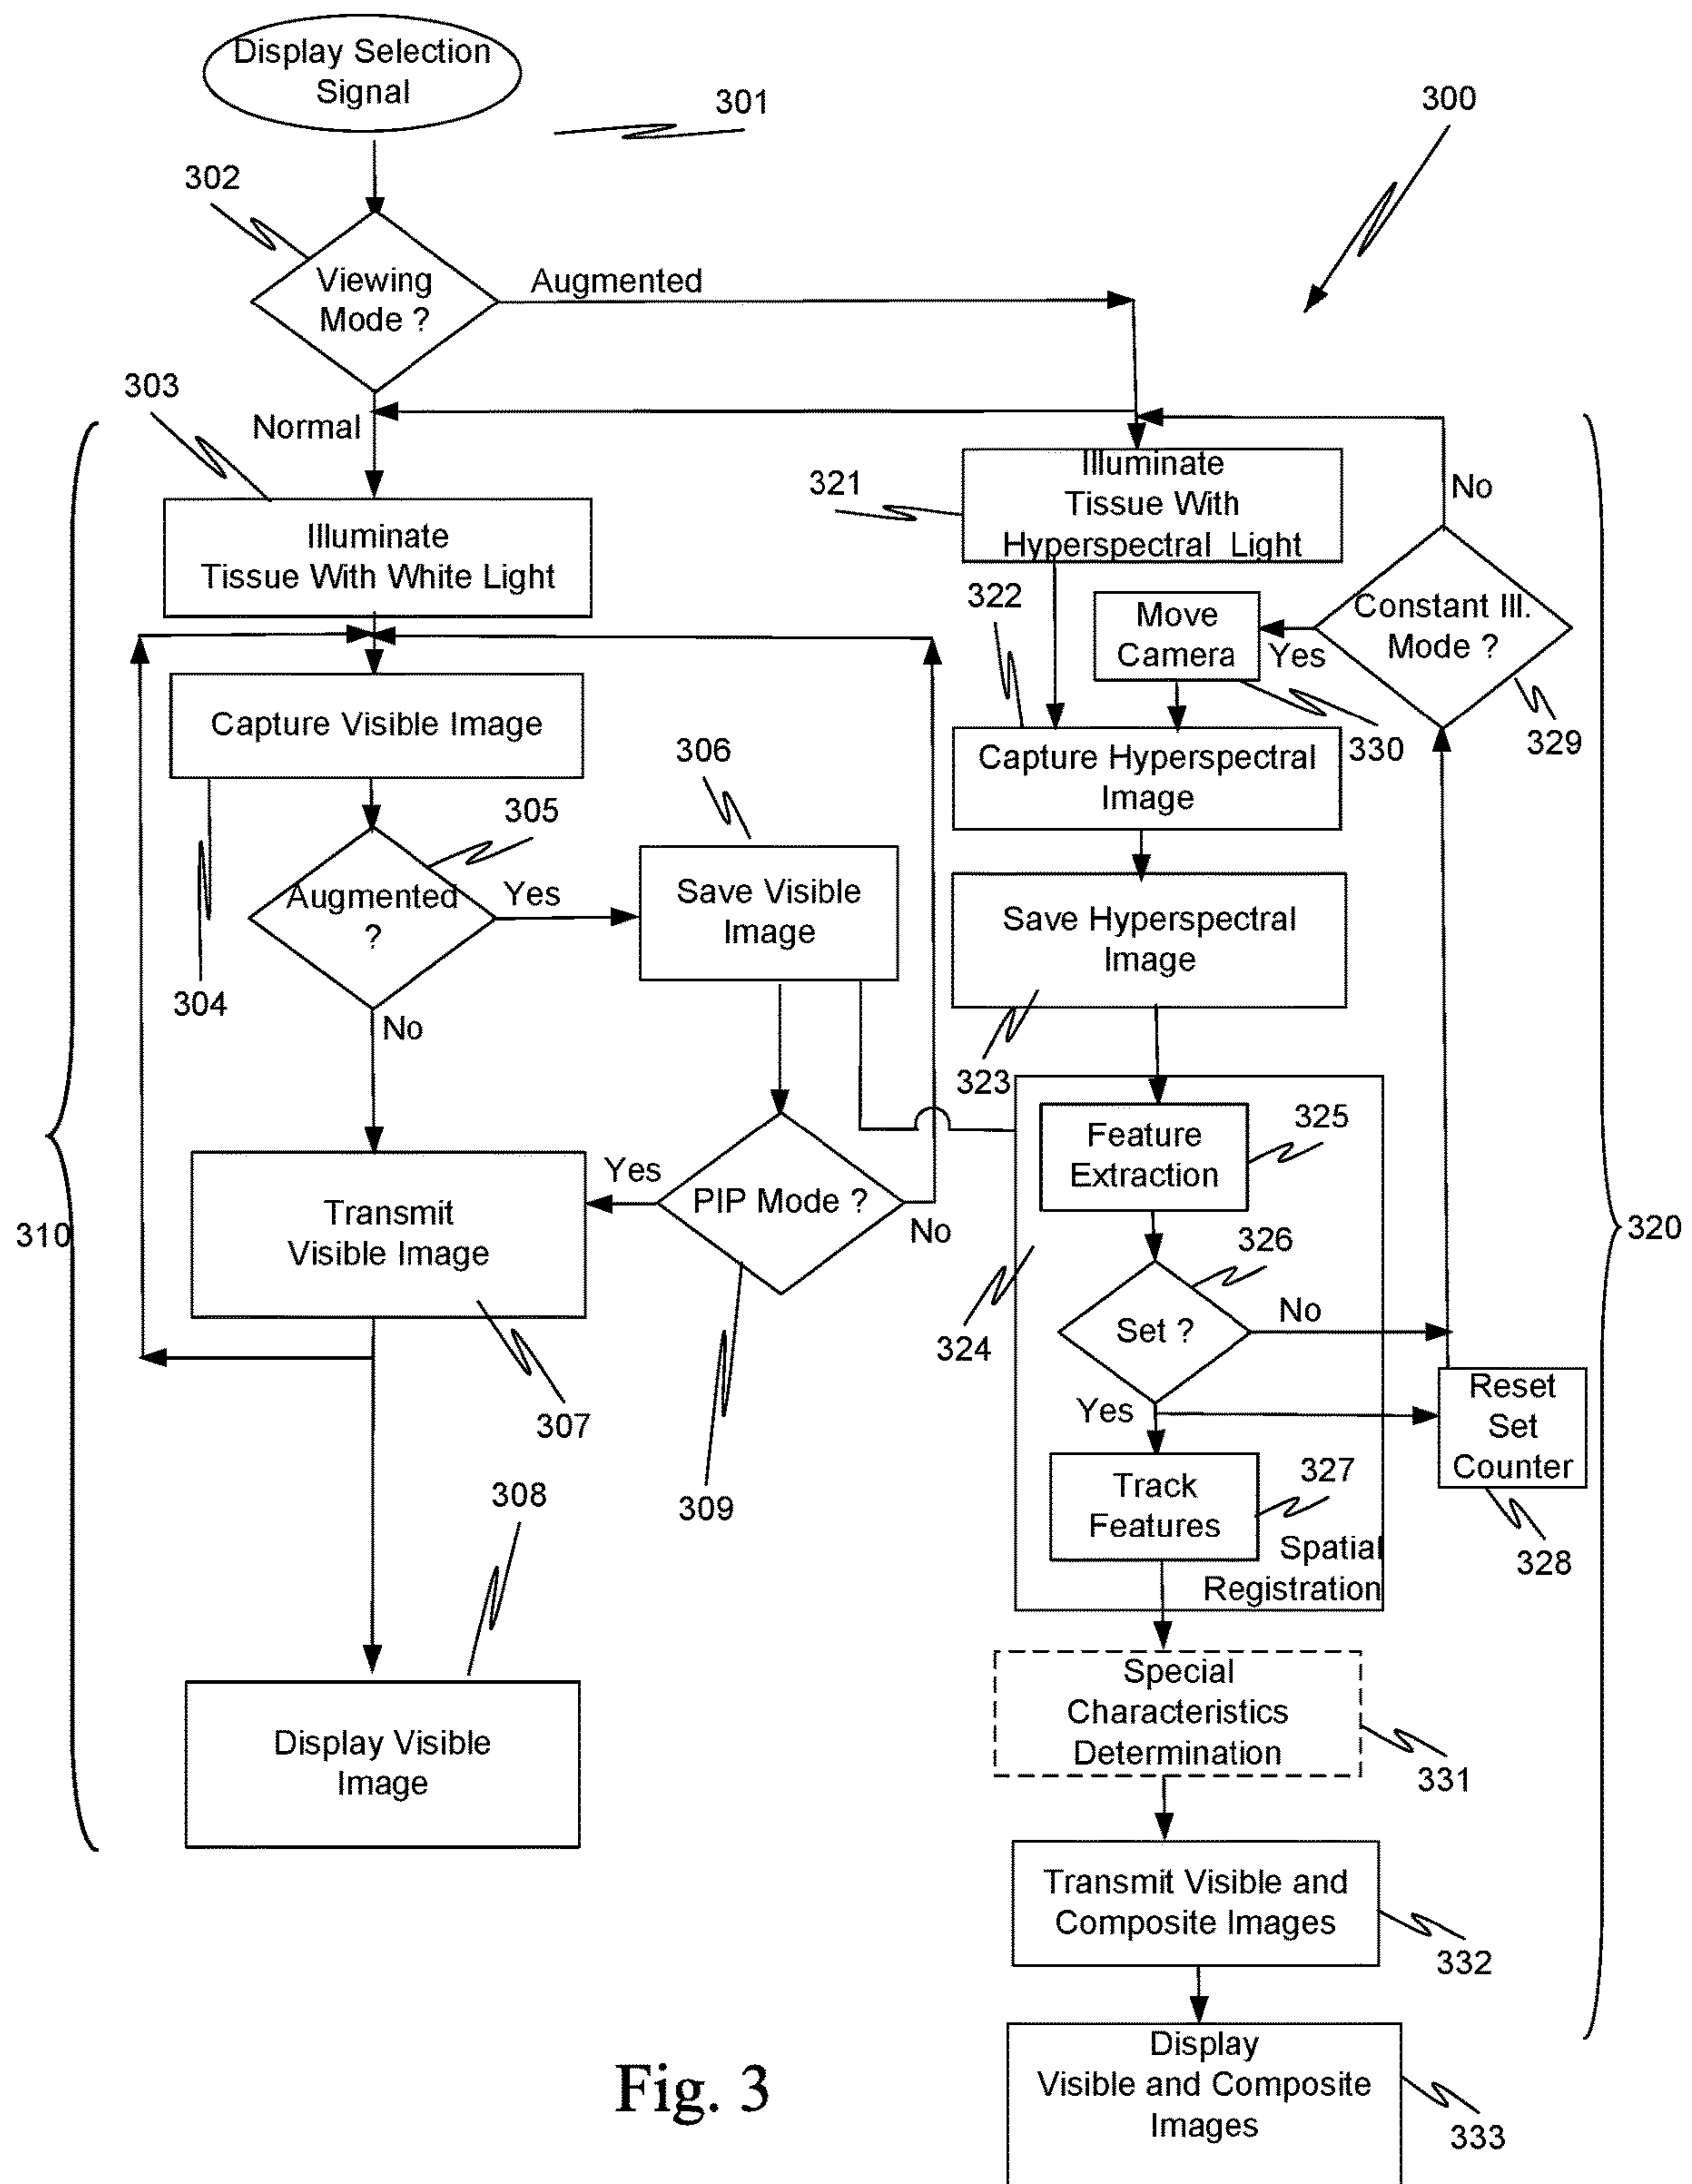 Display Selection
Signal
301
300
302
Viewing
Mode ?
Augmented
303
Normal
321
Illuminate
Tissue With
Hyperspectral Light
No
Illuminate
Tissue With White Light
322
Move
Camera
Yes
Constant Ill.
Mode ?
329
330
Capture Visible Image
306
Capture Hyperspectral
Image
305
Augmented
?
Yes
Save Visible
Image
Save Hyperspectral
Image
304
No
323
325
Feature
Extraction
Yes
PIP Mode ?
No
Transmit
Visible Image
310
320
326
324
Set ?
No
Reset
Set
Counter
Yes
307
309
308
Track
Features
327
328
Spatial
Registration
Special
Characteristics
Determination
331
Display Visible
Image
Transmit Visible and
Composite Images
332
Display
Visible and Composite
Images
333
Fig. 3